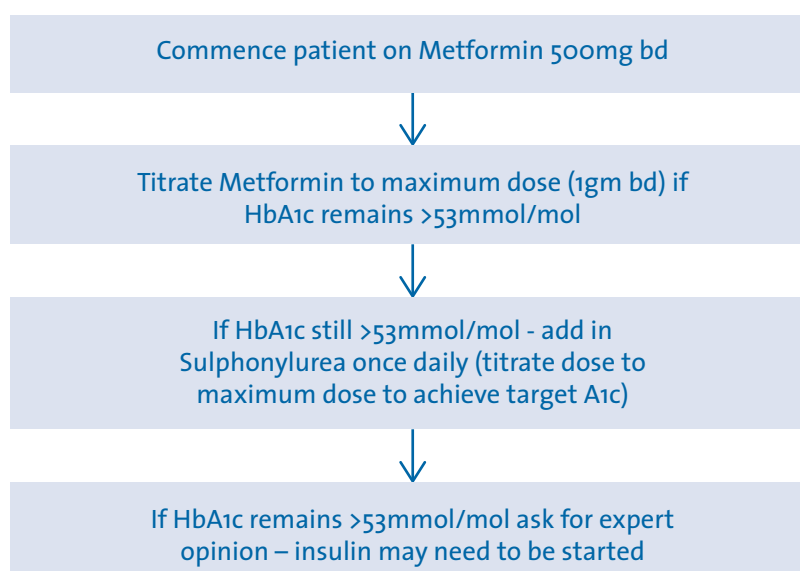 Commence patient on Metformin 500mg bd
Titrate Metformin to maximum dose (1gm bd) if
HbA1c remains >53mmol/mol
If HbA1c still >53mmol/mol - add in
Sulphonylurea once daily (titrate dose to
maximum dose to achieve target A1c)
If HbA1c remains >53mmol/mol ask for expert
opinion – insulin may need to be started